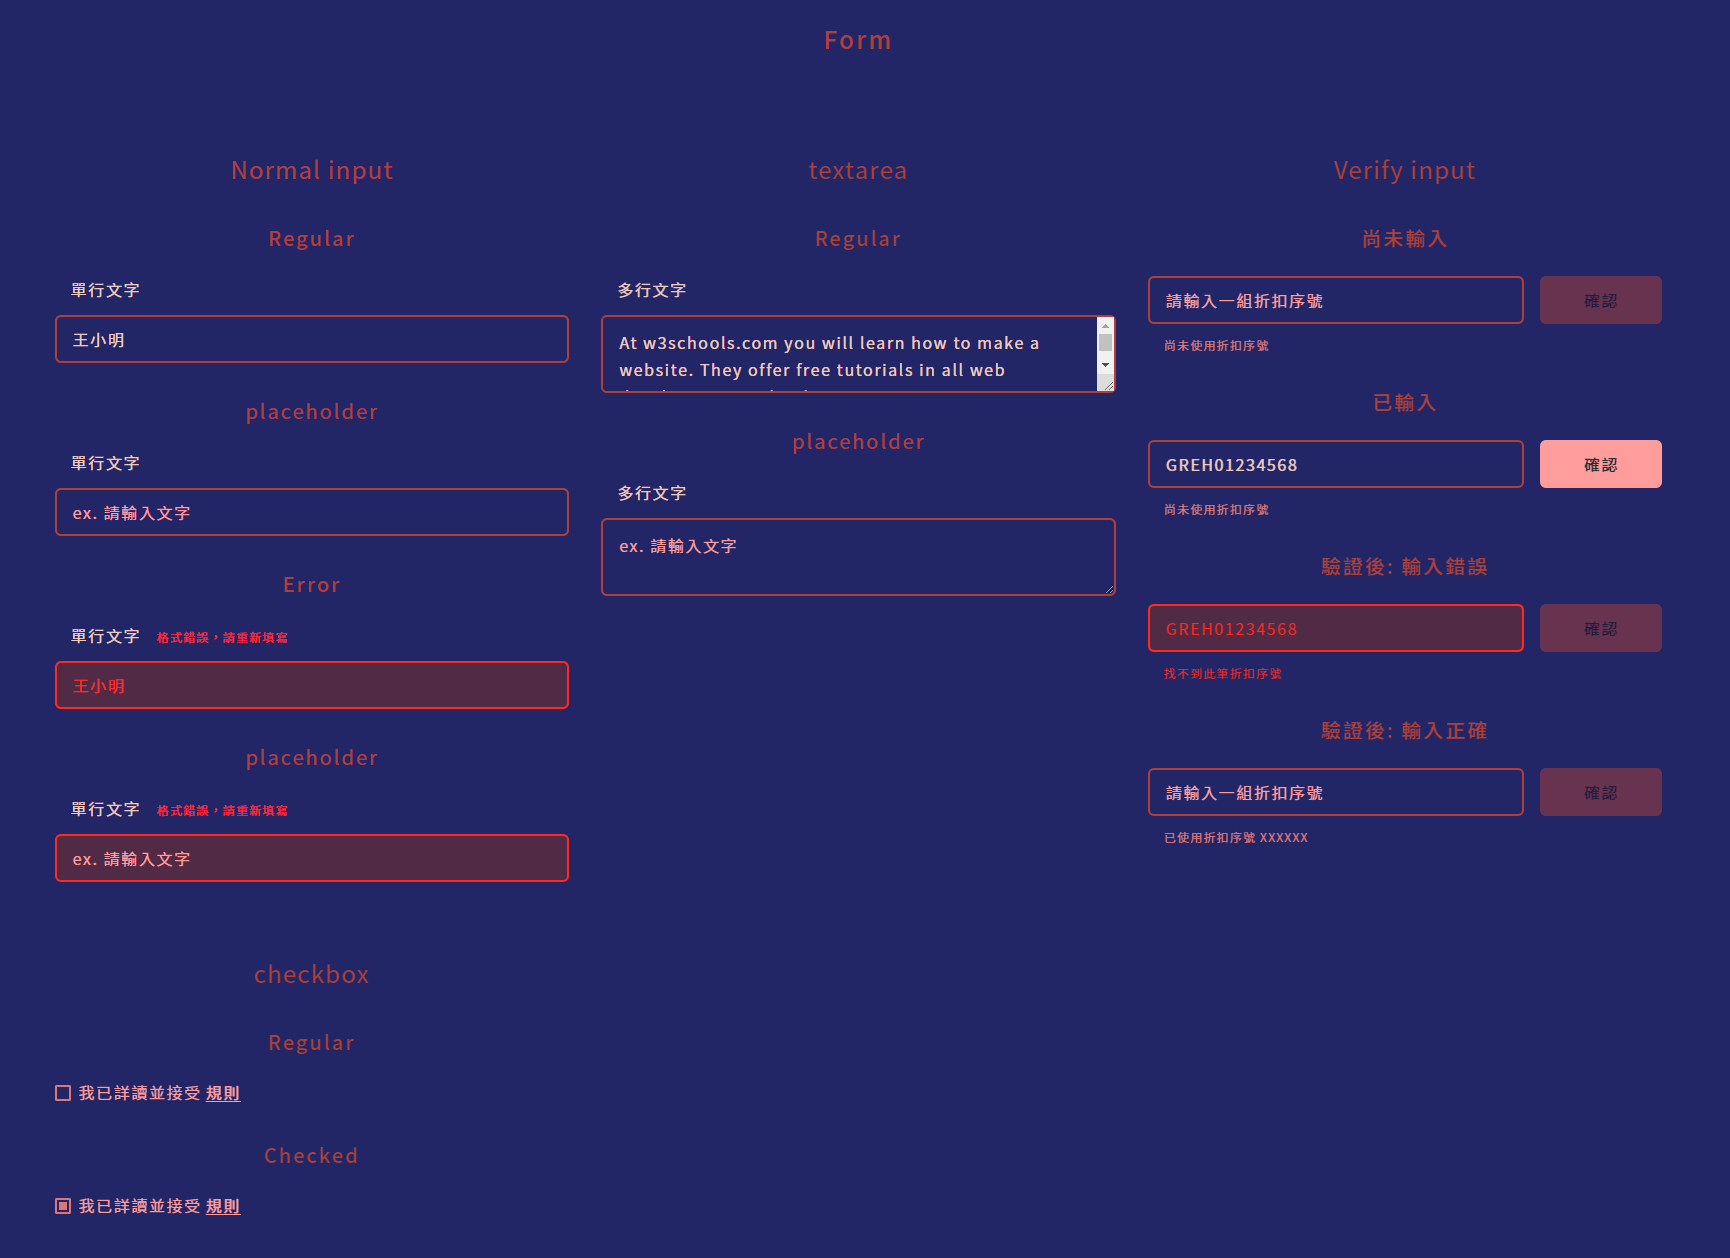 Form
Normal input
Regular
單行文字
王小明
placeholder
單行文字
ex. 請輸入文字
Error
單行文字 格式錯誤，請重新填寫
王小明
placeholder
單行文字 格式錯誤，請重新填寫
ex. 請輸入文字
checkbox
Regular
我已詳讀並接受 規則
Checked
我已詳讀並接受 規則
textarea
Regular
多行文字
At w3schools.com you will learn how to make a
website. They offer free tutorials in all web
placeholder
多行文字
ex. 請輸入文字
Verify input
尚未輸入
請輸入一組折扣序號 確認
尚未使用折扣序號
已輸入
GREH01234568 確認
尚未使用折扣序號
驗證後: 輸入錯誤
GREH01234568 確認
找不到此筆折扣序號
驗證後: 輸入正確
請輸入一組折扣序號 確認
已使用折扣序號 XXXXXX